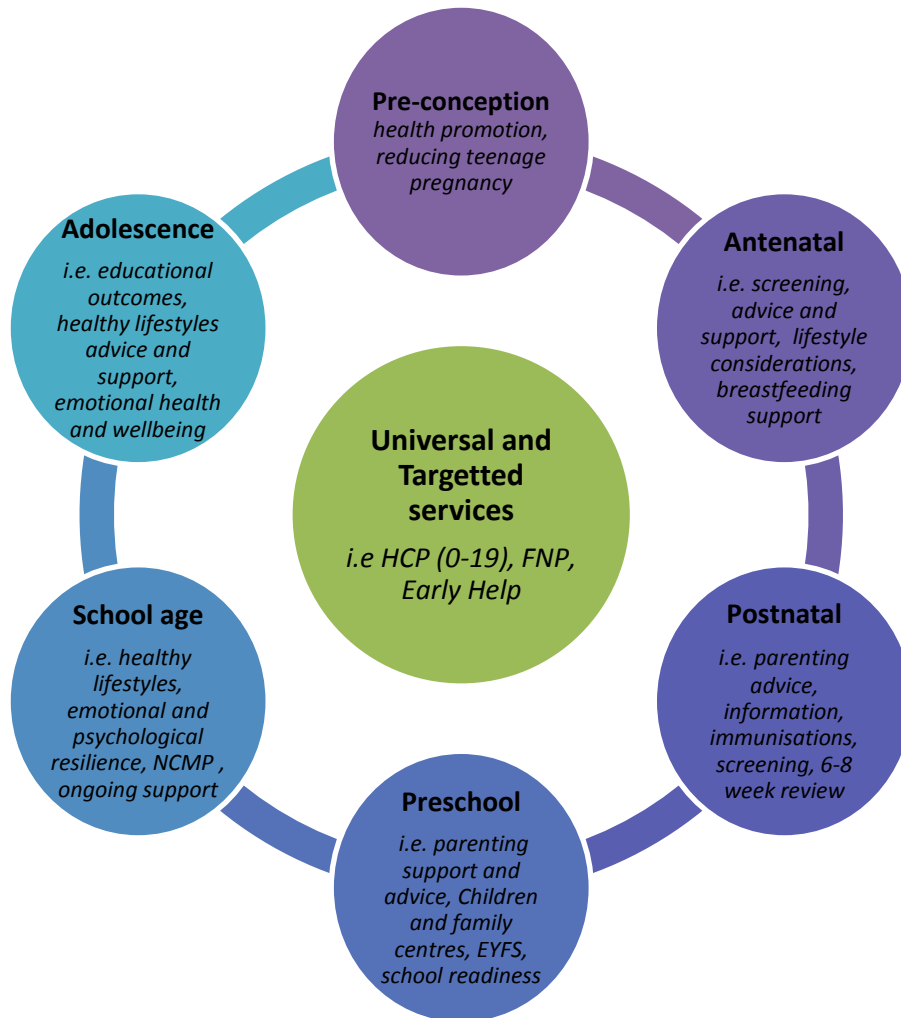 Pre-conception
health promotion,
reducing teenage
pregnancy
Antenatal
i.e. screening,
advice and
support, lifestyle
considerations,
breastfeeding
support
Postnatal
i.e. parenting
advice,
information,
immunisations,
screening, 6-8
week review
Preschool
i.e. parenting
support and
advice, Children
and family
centres, EYFS,
school readiness
School age
i.e. healthy
lifestyles,
emotional and
psychological
resilience, NCMP ,
ongoing support
Adolescence
i.e. educational
outcomes,
healthy lifestyles
advice and
support,
emotional health
and wellbeing
Universal and
Targetted
services
i.e HCP (0-19), FNP,
Early Help